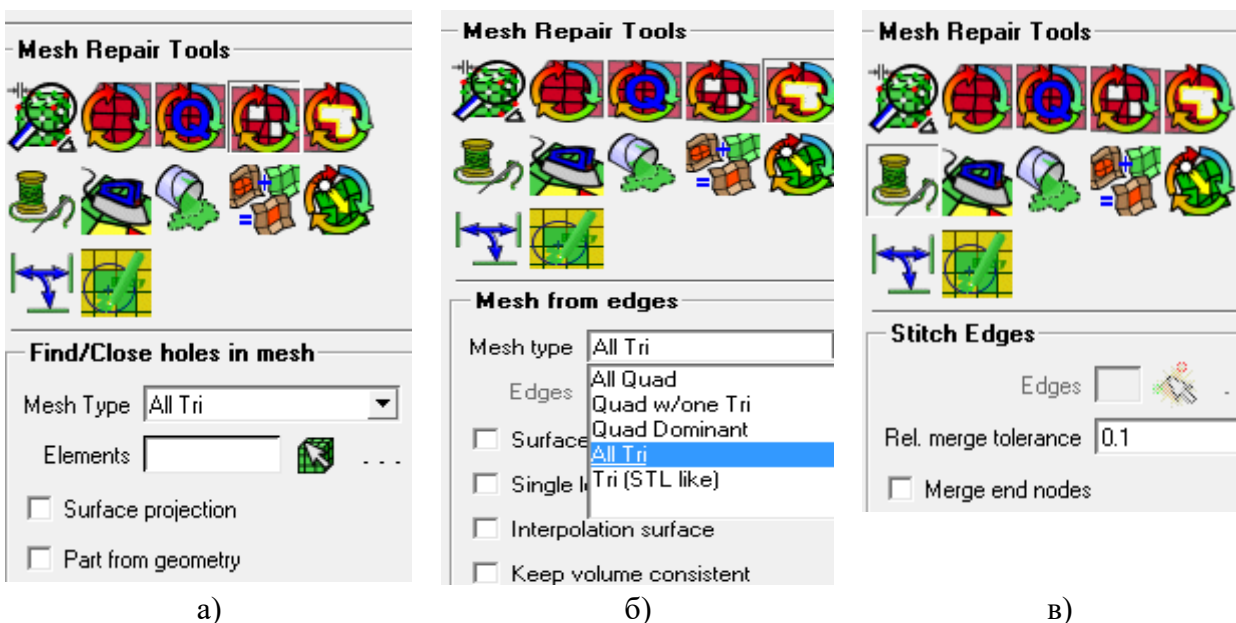 Mesh Repair Tools
Find/Close holes in mesh
Mesh Type All Tri
Elements ...
Surface projection
Part from geometry
а)
Mesh Repair Tools
Mesh from edges
Mesh type All Tri
Edges
All Quad
Quad w/one Tri
Quad Dominant
All Tri
Tri (STL like)
Surface
Single
Interpolation surface
Keep volume consistent
б)
Mesh Repair Tools
Stitch Edges
Edges
Rel. merge tolerance 0.1
Merge end nodes
в)